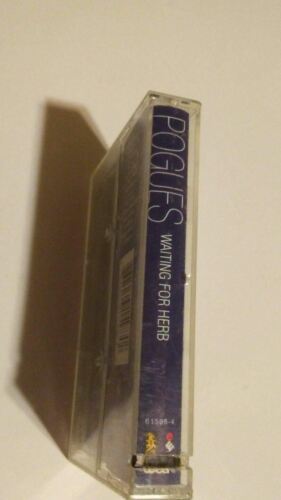 POGUES
WAITING FOR HERB
61598-4